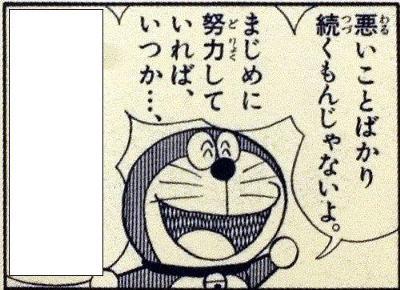 悪いことばかり
続くもんじゃないよ。
まじめに
努力して
いれば、
いつか…、